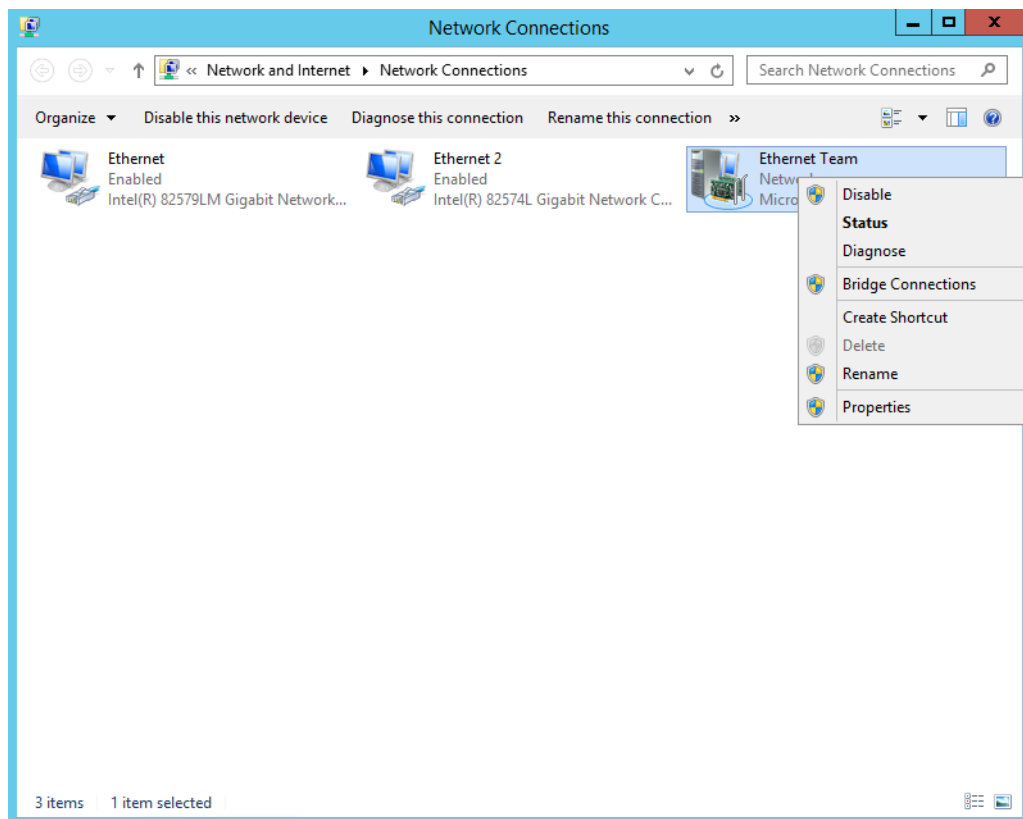 Network Connections
« Network and Internet Network Connections
Search Network Connections
Organize Disable this network device Diagnose this connection Rename this connection »
Ethernet
Enabled
Intel(R) 82579LM Gigabit Network...
Ethernet 2
Enabled
Intel(R) 82574L Gigabit Network C...
Ethernet Team
Disable
Status
Diagnose
Bridge Connections
Create Shortcut
Delete
Rename
Properties
3 items 1 item selected